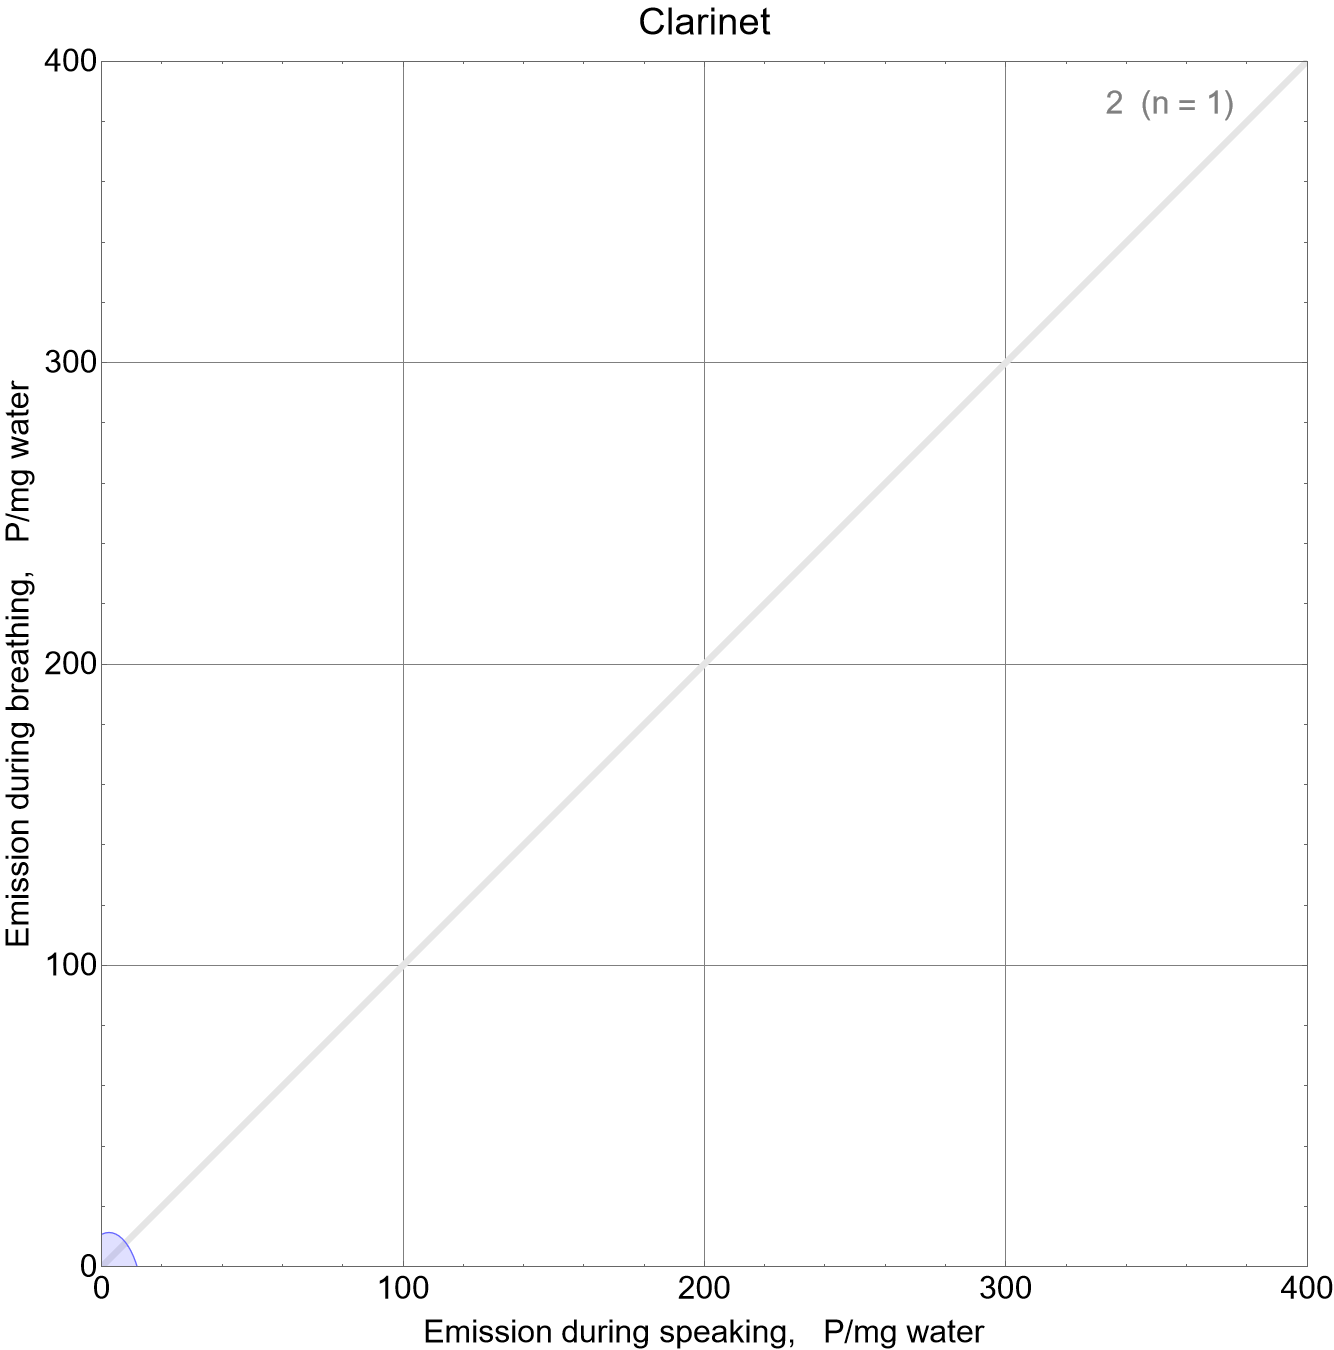 Clarinet
400
2 (n = 1)
300
200
100
0
0 100 200 300 400
Emission during breathing, P/mg water
Emission during speaking, P/mg water